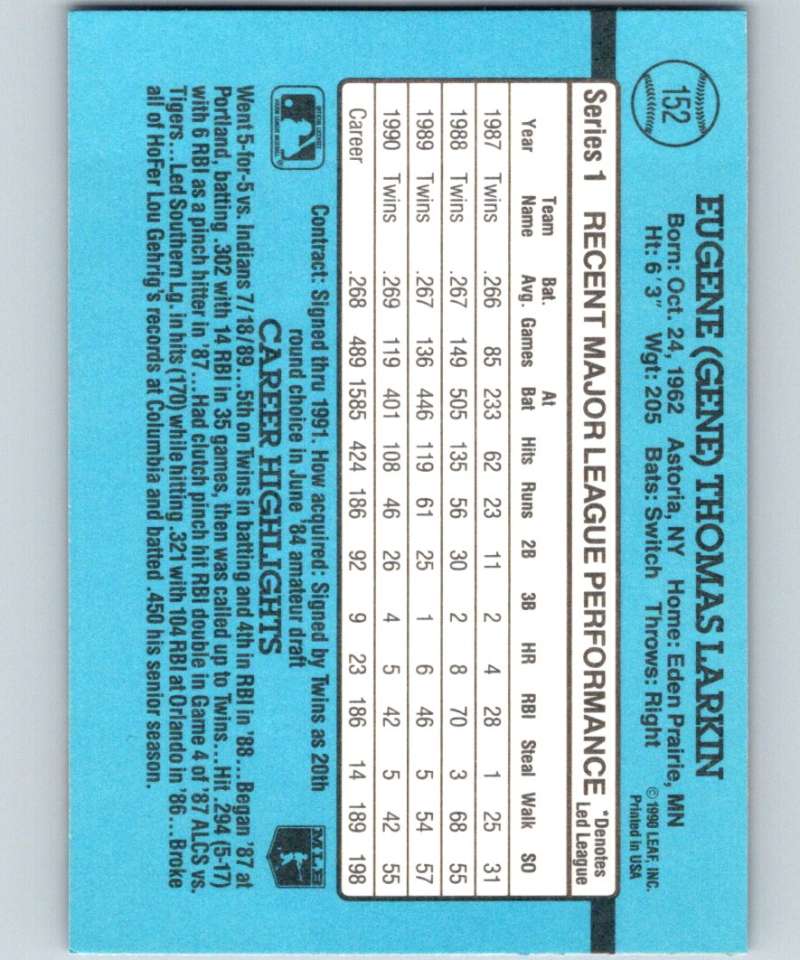 152
EUGENE (GENE) THOMAS LARKIN
Born: Oct. 24, 1962 Astoria, NY Home: Eden Prairie, MN
Ht: 6'3" Wgt: 205 Bats: Switch Throws: Right
© 1990 LEAF, INC.
Printed in USA
Series 1 RECENT MAJOR LEAGUE PERFORMANCE *Denotes Led League
Year Team Name Bat. Avg. Games At Bat Hits Runs 2B 3B HR RBI Steal Walk SO
1987 Twins .266 85 233 62 23 11 2 4 28 1 25 31
1988 Twins .267 149 505 135 56 30 2 8 70 3 68 55
1989 Twins .267 136 446 119 61 25 1 6 46 5 54 57
1990 Twins .269 119 401 108 46 26 4 5 42 5 42 55
Career .268 489 1585 424 186 92 9 23 186 14 189 198
OFFICIAL LICENSEE
MAJOR LEAGUE BASEBALL
Contract: Signed thru 1991. How acquired: Signed by Twins as 20th
round choice in June '84 amateur draft
MLB
CAREER HIGHLIGHTS
Went 5-for-5 vs. Indians 7/18/89...5th on Twins in batting and 4th in RBI in '88...Began '87 at
Portland, batting .302 with 14 RBI in 35 games, then was called up to Twins...Hit .294 (5-17)
with 6 RBI as a pinch hitter in '87...Had clutch pinch hit RBI double in Game 4 of '87 ALCS vs.
Tigers...Led Southern Lg. in hits (170) while hitting .321 with 104 RBI at Orlando in '86...Broke
all of HoFer Lou Gehrig's records at Columbia and batted .450 his senior season.